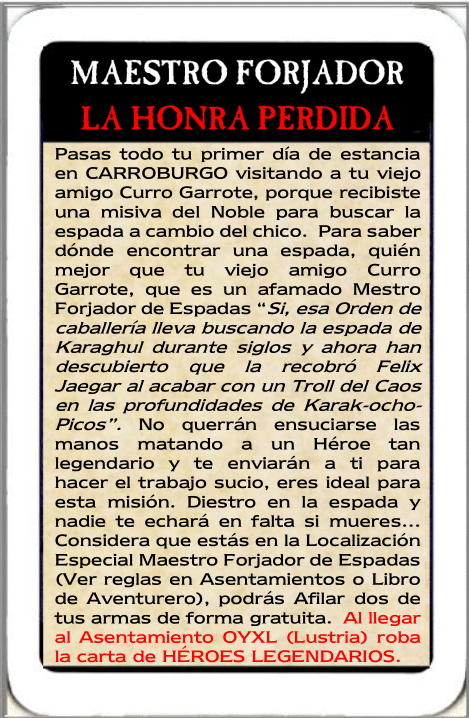 MAESTRO FORJADOR
LA HONRA PERDIDA
Pasas todo tu primer día de estancia
en CARROBURGO visitando a tu viejo
amigo Curro Garrote, porque recibiste
una misiva del Noble para buscar la
espada a cambio del chico. Para saber
dónde encontrar una espada, quién
mejor que tu viejo amigo Curro
Garrote, que es un afamado Mestro
Forjador de Espadas “Si, esa Orden de
caballería lleva buscando la espada de
Karaghul durante siglos y ahora han
descubierto que la recobró Felix
Jaegar al acabar con un Troll del Caos
en las profundidades de Karak-ocho-
Picos”. No querrán ensuciarse las
manos matando a un Héroe tan
legendario y te enviarán a ti para
hacer el trabajo sucio, eres ideal para
esta misión. Diestro en la espada y
nadie te echará en falta si mueres...
Considera que estás en la Localización
Especial Maestro Forjador de Espadas
(Ver reglas en Asentamientos o Libro
de Aventurero), podrás Afilar dos de
tus armas de forma gratuita. Al llegar
al Asentamiento OYXL (Lustria) roba
la carta de HÉROES LEGENDARIOS.